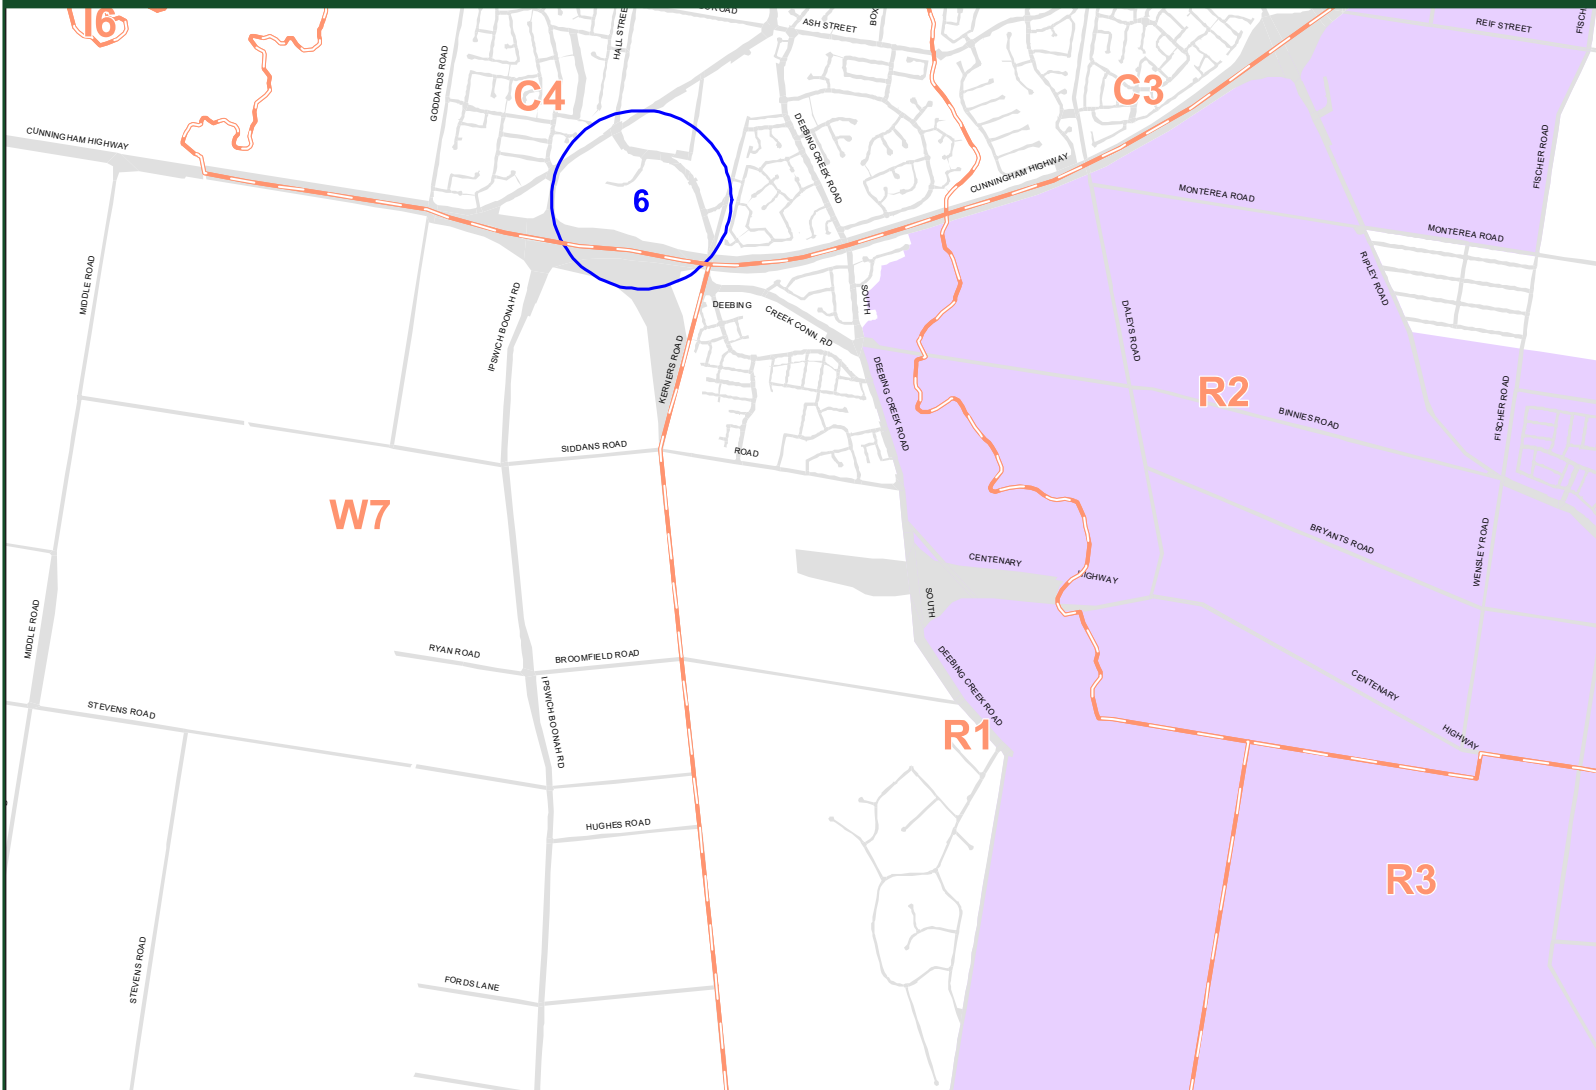 I6
HALL STREE
ASH STREET
BOX
REIF STREET
FISCH
GOODARDS ROAD
C4
C3
CUNNINGHAM HIGHWAY
DEEBING CREEK ROAD
FISCHER ROAD
CUNNINGHAM HIGHWAY
MONTEREA ROAD
6
MONTEREA ROAD
MIDDLE ROAD
RIPLEY ROAD
IPSWICH BOONAH RD
DEEBING
CREEK CONN. RD
SOUTH
DALEYS ROAD
KERNERS ROAD
DEEBING CREEK ROAD
R2
BINNIES ROAD
FISCHER ROAD
SIDDANS ROAD
ROAD
W7
BRYANTS ROAD
WENSLEY ROAD
CENTENARY
HIGHWAY
SOUTH
MIDDLE ROAD
RYAN ROAD
BROOMFIELD ROAD
DEEBING CREEK ROAD
CENTENARY
STEVENS ROAD
IPSWICH BOONAH RD
R1
HIGHWAY
HUGHES ROAD
R3
STEVENS ROAD
FORDS LANE